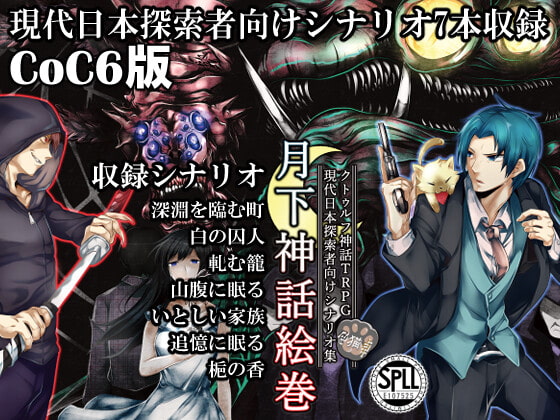 現代日本探索者向けシナリオ7本収録
CoC6版
月下神話絵巻
クトゥルフ神話TRPG
現代日本探索者向けシナリオ集
収録シナリオ
深淵を臨む町
白の囚人
軋む籠
山腹に眠る
いとしい家族
追憶に眠る
梔の香
SPLL
E107525